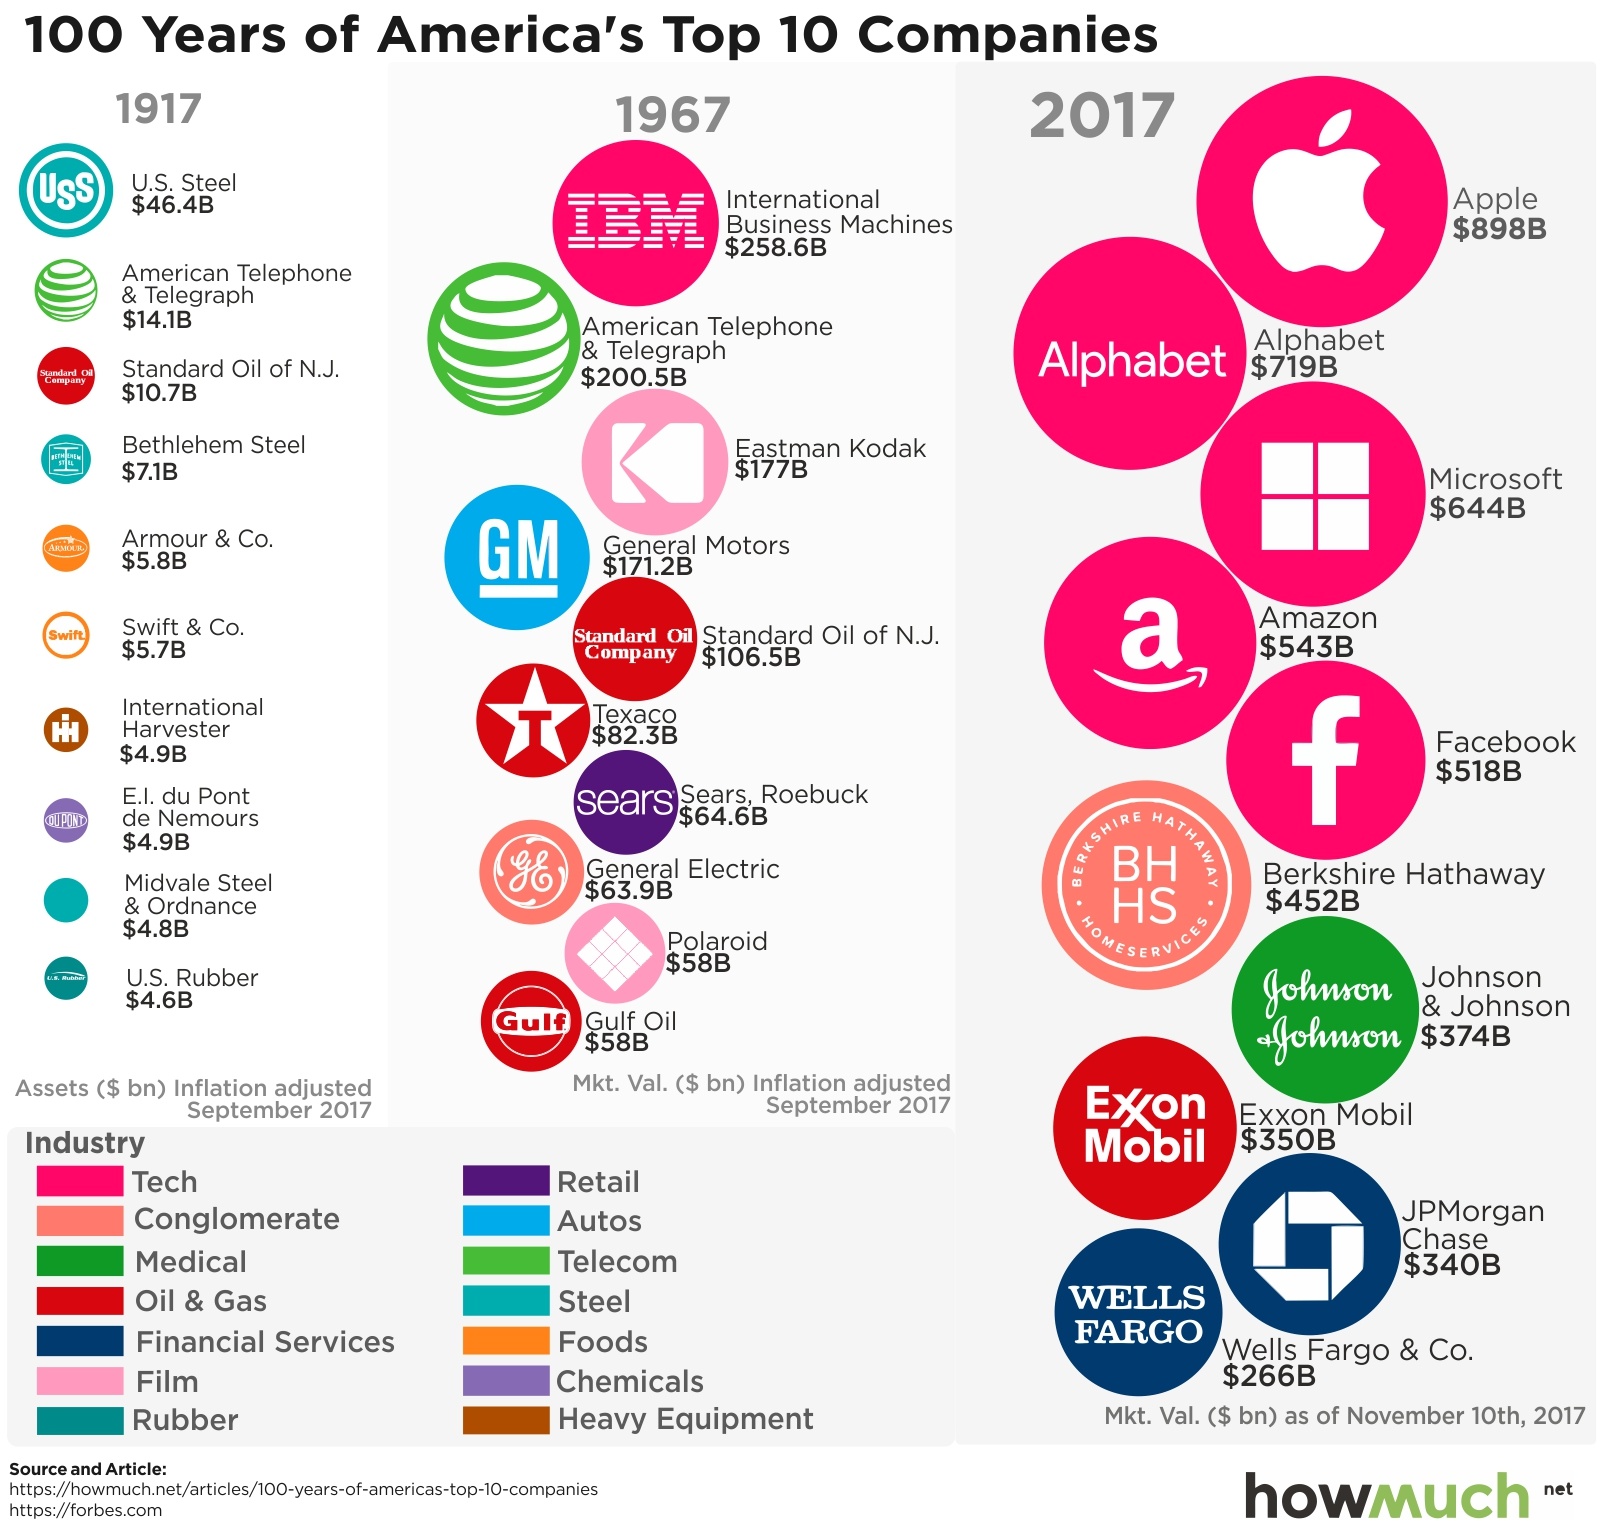 100 Years of America's Top 10 Companies
1917
USS
U.S. Steel
$46.4B
American Telephone
& Telegraph
$14.1B
Standard Oil
Company
Standard Oil of N.J.
$10.7B
BETHLEHEM
STEEL
Bethlehem Steel
$7.1B
ARMOUR
Armour & Co.
$5.8B
Swift
Swift & Co.
$5.7B
International
Harvester
$4.9B
DU PONT
E.I. du Pont
de Nemours
$4.9B
Midvale Steel
& Ordnance
$4.8B
U.S. Rubber
U.S. Rubber
$4.6B
Assets ($ bn) Inflation adjusted
September 2017
1967
IBM
International
Business Machines
$258.6B
American Telephone
& Telegraph
$200.5B
Eastman Kodak
$177B
GM
General Motors
$171.2B
Standard Oil
Company
Standard Oil of N.J.
$106.5B
T
Texaco
$82.3B
sears
Sears, Roebuck
$64.6B
GE
General Electric
$63.9B
Polaroid
$58B
Gulf
Gulf Oil
$58B
Mkt. Val. ($ bn) Inflation adjusted
September 2017
2017
Apple
$898B
Alphabet
Alphabet
$719B
Microsoft
$644B
a
Amazon
$543B
f
Facebook
$518B
BERKSHIRE HATHAWAY
BH
HS
• HOMESERVICES •
Berkshire Hathaway
$452B
Johnson
&Johnson
Johnson
& Johnson
$374B
Exxon
Mobil
Exxon Mobil
$350B
JPMorgan
Chase
$340B
WELLS
FARGO
Wells Fargo & Co.
$266B
Mkt. Val. ($ bn) as of November 10th, 2017
Industry
Tech
Conglomerate
Medical
Oil & Gas
Financial Services
Film
Rubber
Retail
Autos
Telecom
Steel
Foods
Chemicals
Heavy Equipment
Source and Article:
https://howmuch.net/articles/100-years-of-americas-top-10-companies
https://forbes.com
howmuch net